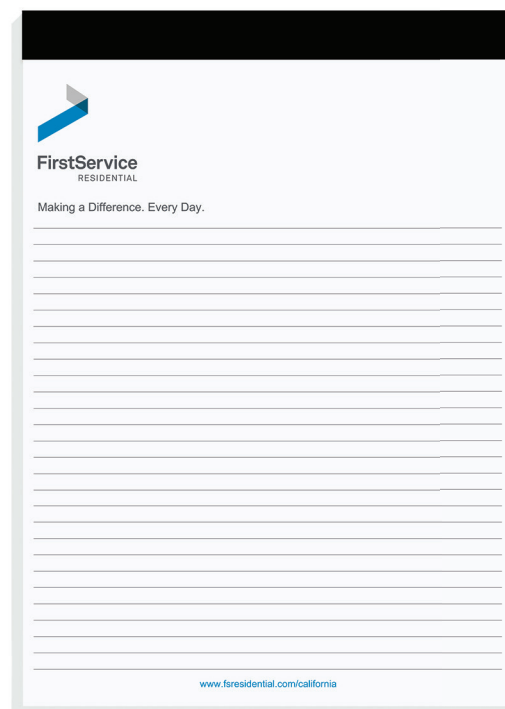 FirstService
RESIDENTIAL
Making a Difference. Every Day.
www.fsresidential.com/california